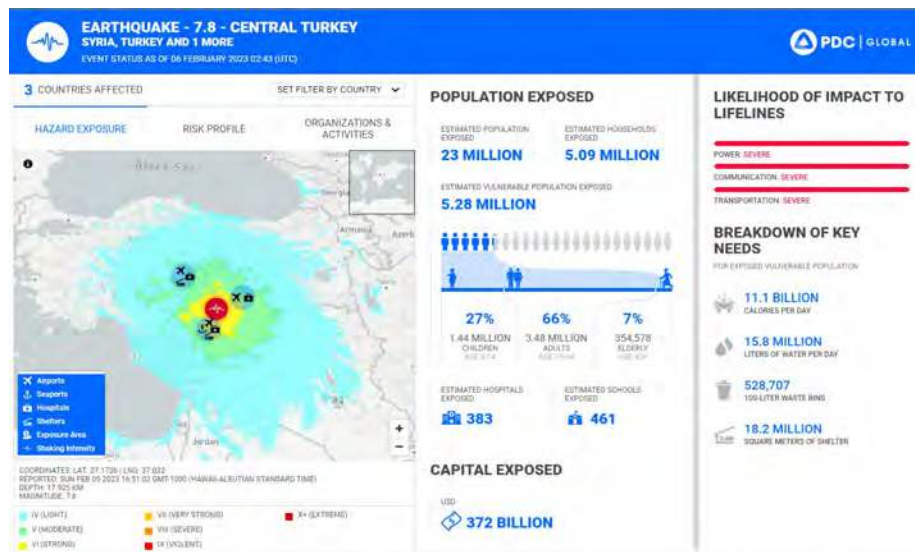 EARTHQUAKE - 7.8 - CENTRAL TURKEY
SYRIA, TURKEY AND 1 MORE
EVENT STATUS AS OF 06 FEBRUARY 2023 02:43 (UTC)
PDC | GLOBAL
3 COUNTRIES AFFECTED
SET FILTER BY COUNTRY
HAZARD EXPOSURE
RISK PROFILE
ORGANIZATIONS &
ACTIVITIES
Black Sea
Georgia
Armenia
Azerb
Iraq
Jordan
Airports
Seaports
Hospitals
Shelters
Exposure Area
Shaking Intensity
+
−
COORDINATES: LAT: 37.1736 | LNG: 37.032
REPORTED: SUN FEB 05 2023 16:51:02 GMT-1000 (HAWAII-ALEUTIAN STANDARD TIME)
DEPTH: 17.925 KM
MAGNITUDE: 7.8
IV (LIGHT)
V (MODERATE)
VI (STRONG)
VII (VERY STRONG)
VIII (SEVERE)
IX (VIOLENT)
X+ (EXTREME)
POPULATION EXPOSED
ESTIMATED POPULATION
EXPOSED
23 MILLION
ESTIMATED HOUSEHOLDS
EXPOSED
5.09 MILLION
ESTIMATED VULNERABLE POPULATION EXPOSED
5.28 MILLION
27%
1.44 MILLION
CHILDREN
66%
3.48 MILLION
ADULTS
7%
354,578
ELDERLY
ESTIMATED HOSPITALS
EXPOSED
383
ESTIMATED SCHOOLS
EXPOSED
461
CAPITAL EXPOSED
USD
372 BILLION
LIKELIHOOD OF IMPACT TO
LIFELINES
POWER: SEVERE
COMMUNICATION: SEVERE
TRANSPORTATION: SEVERE
BREAKDOWN OF KEY
NEEDS
FOR EXPOSED VULNERABLE POPULATION
11.1 BILLION
CALORIES PER DAY
15.8 MILLION
LITERS OF WATER PER DAY
528,707
100-LITER WASTE BINS
18.2 MILLION
SQUARE METERS OF SHELTER